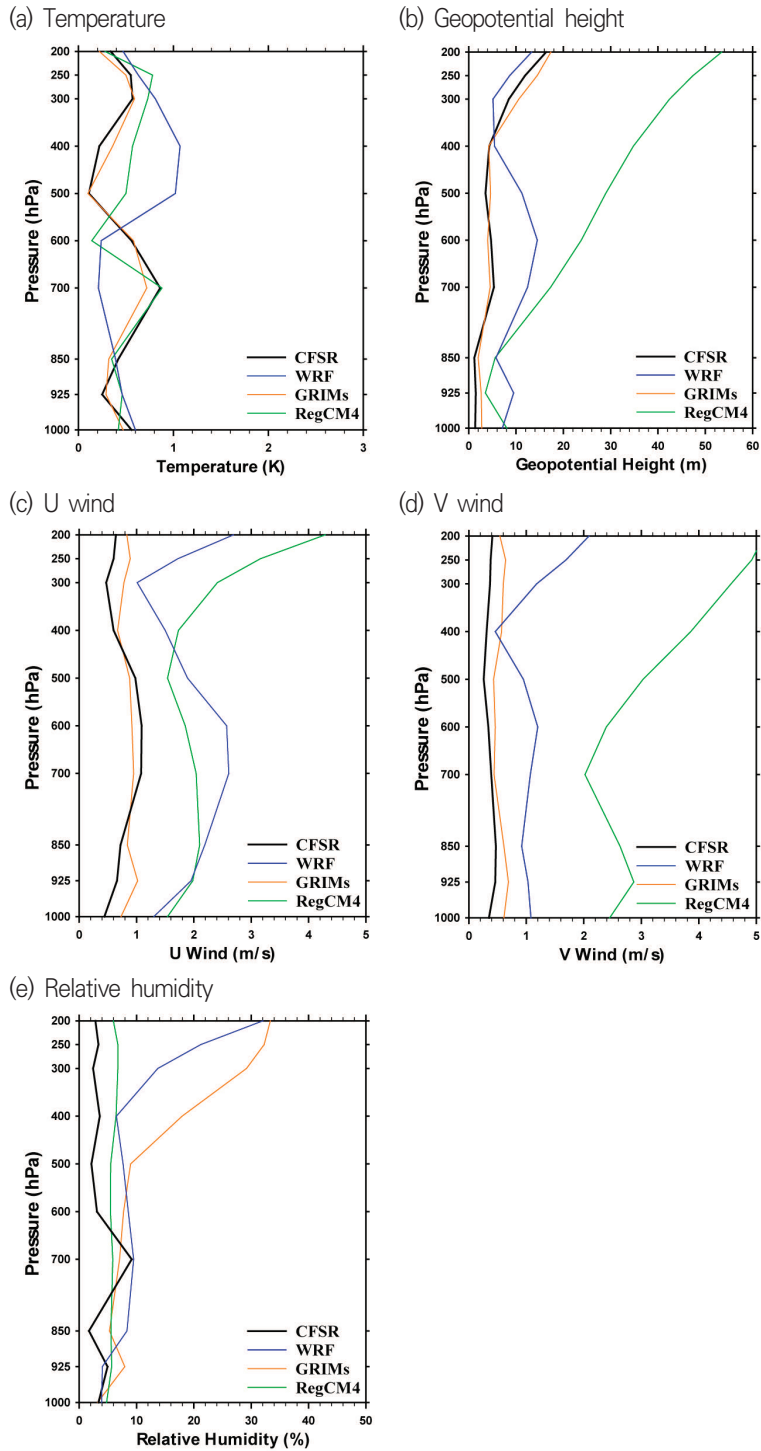 (a) Temperature
200
250
300
400
500
600
700
850
925
1000
Pressure (hPa)
CFSR
WRF
GRIMs
RegCM4
0 1 2 3
Temperature (K)
(b) Geopotential height
200
250
300
400
500
600
700
850
925
1000
Pressure (hPa)
CFSR
WRF
GRIMs
RegCM4
0 10 20 30 40 50 60
Geopotential Height (m)
(c) U wind
200
250
300
400
500
600
700
850
925
1000
Pressure (hPa)
CFSR
WRF
GRIMs
RegCM4
0 1 2 3 4 5
U Wind (m/s)
(d) V wind
200
250
300
400
500
600
700
850
925
1000
Pressure (hPa)
CFSR
WRF
GRIMs
RegCM4
0 1 2 3 4 5
V Wind (m/s)
(e) Relative humidity
200
250
300
400
500
600
700
850
925
1000
Pressure (hPa)
CFSR
WRF
GRIMs
RegCM4
0 10 20 30 40 50
Relative Humidity (%)